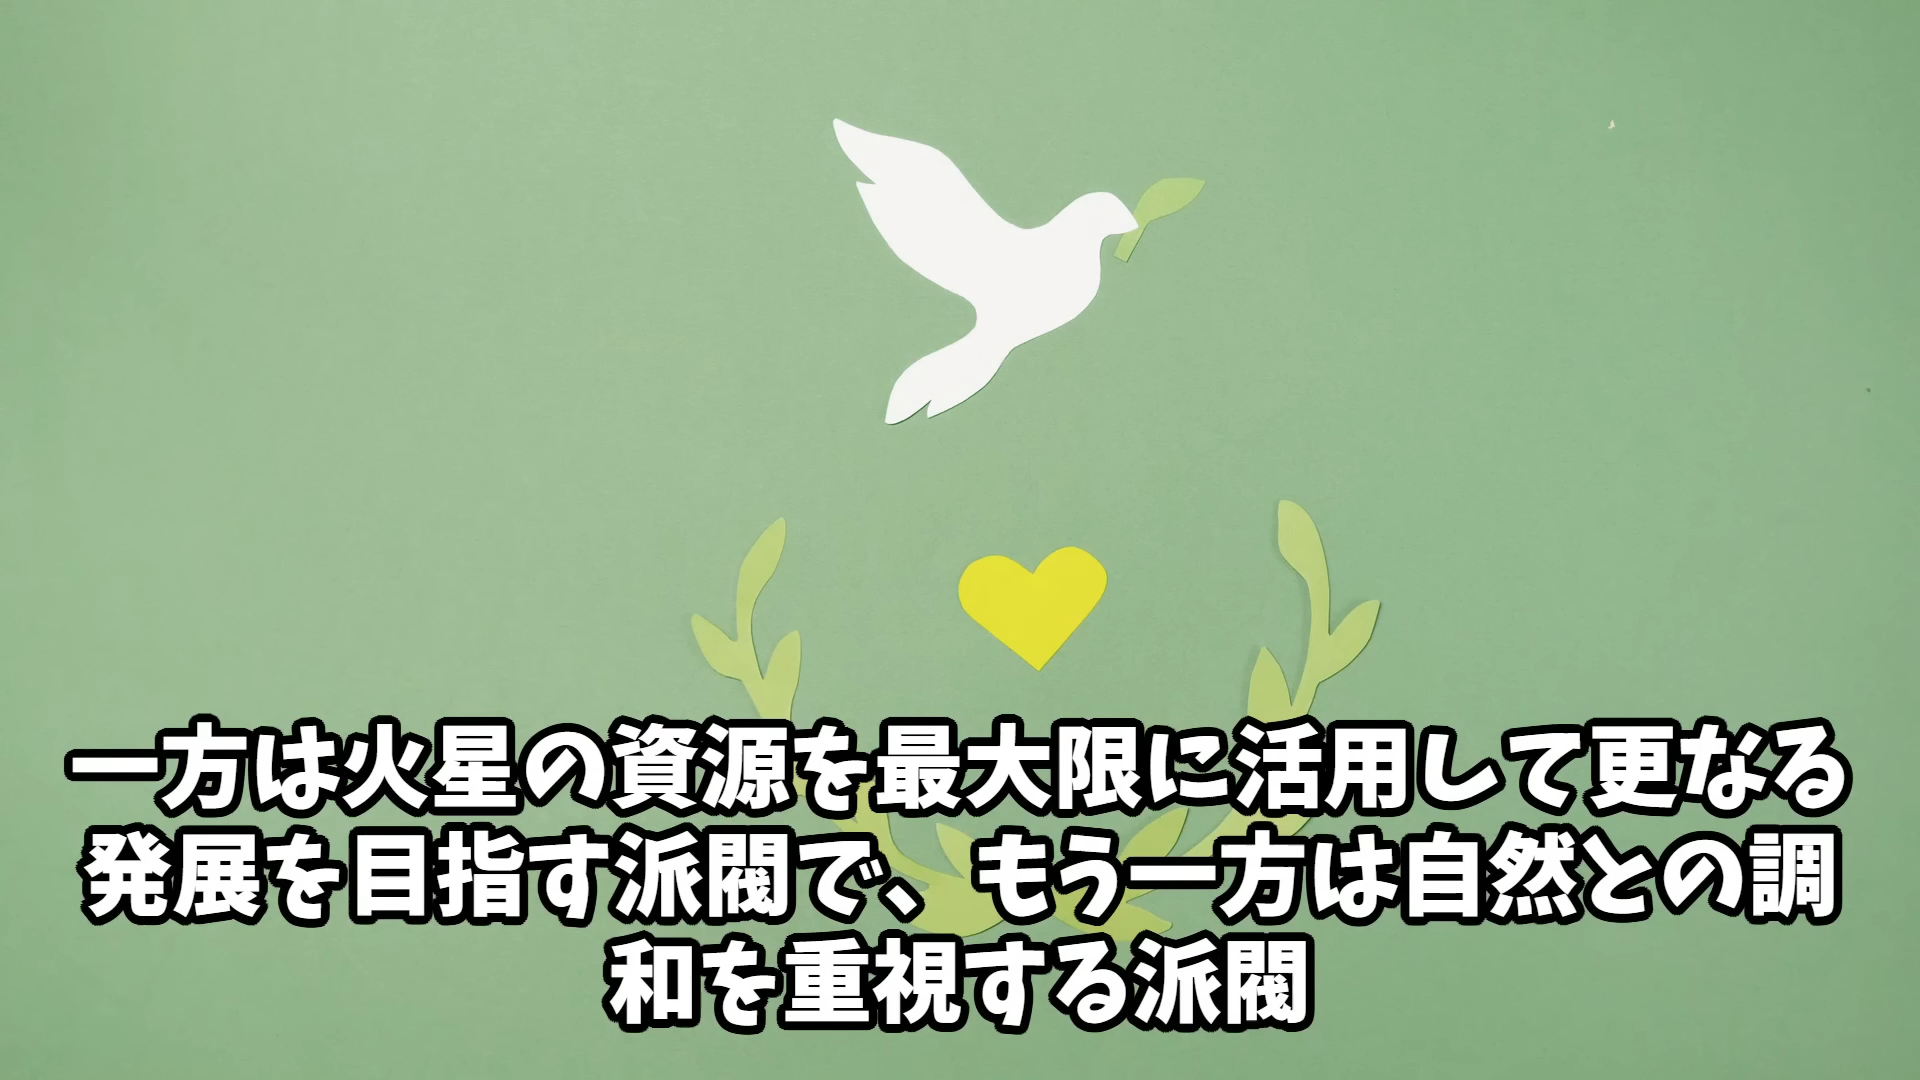 一方は火星の資源を最大限に活用して更なる
発展を目指す派閥で、もう一方は自然との調
和を重視する派閥